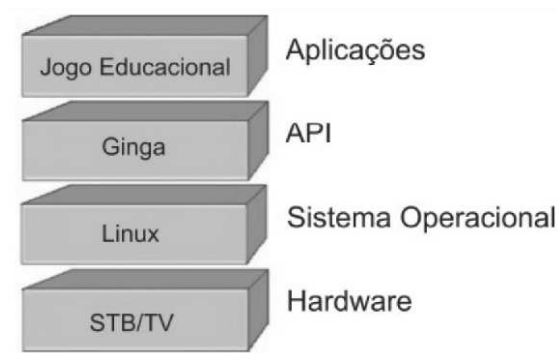 Jogo Educacional
Aplicações
Ginga
API
Linux
Sistema Operacional
STB/TV
Hardware